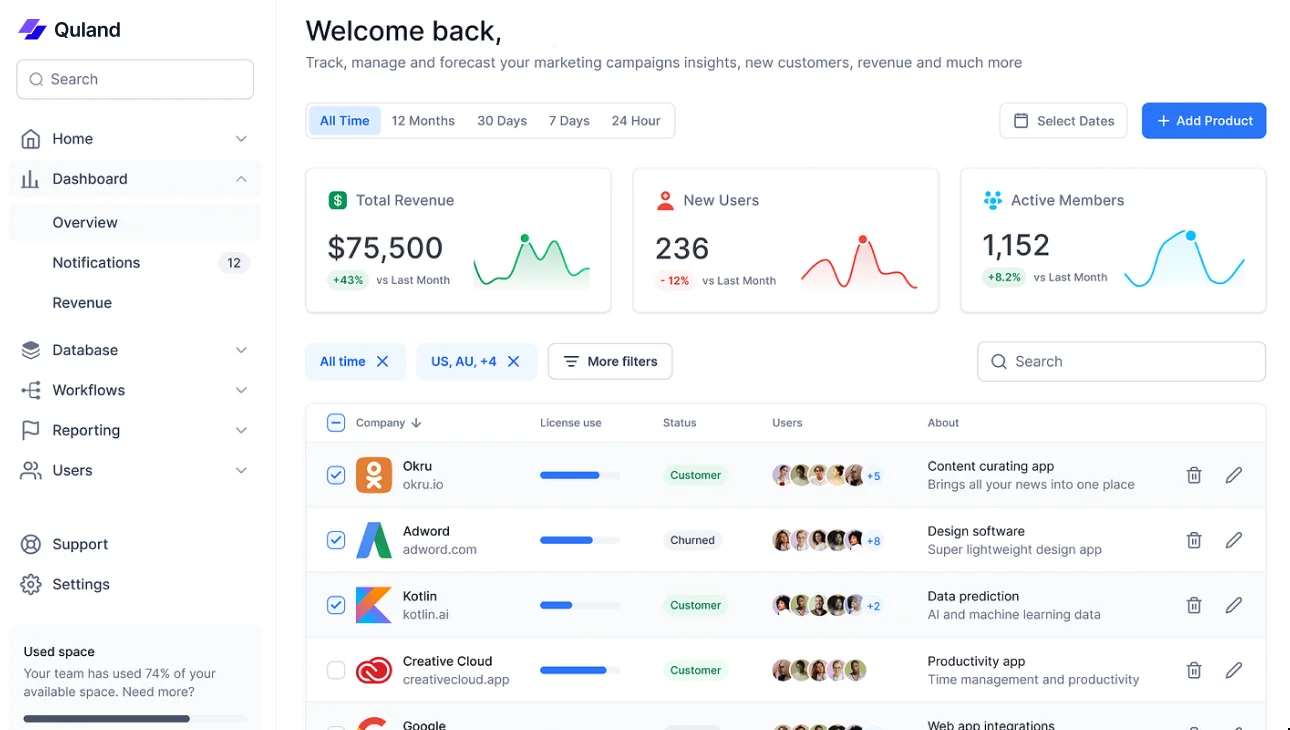 Quland
Search
Home
Dashboard
Overview
Notifications 12
Revenue
Database
Workflows
Reporting
Users
Support
Settings
Used space
Your team has used 74% of your
available space. Need more?
Welcome back,
Track, manage and forecast your marketing campaigns insights, new customers, revenue and much more
All Time 12 Months 30 Days 7 Days 24 Hour
Select Dates
+ Add Product
$ Total Revenue
$75,500
+43% vs Last Month
New Users
236
- 12% vs Last Month
Active Members
1,152
+8.2% vs Last Month
All time
US, AU, +4
More filters
Search
Company License use Status Users About
Okru Content curating app
okru.io Customer +5 Brings all your news into one place
Adword Design software
adword.com Churned +8 Super lightweight design app
Kotlin Data prediction
kotlin.ai Customer +2 AI and machine learning data
Creative Cloud Productivity app
creativecloud.app Customer Time management and productivity
Google Web app integrations